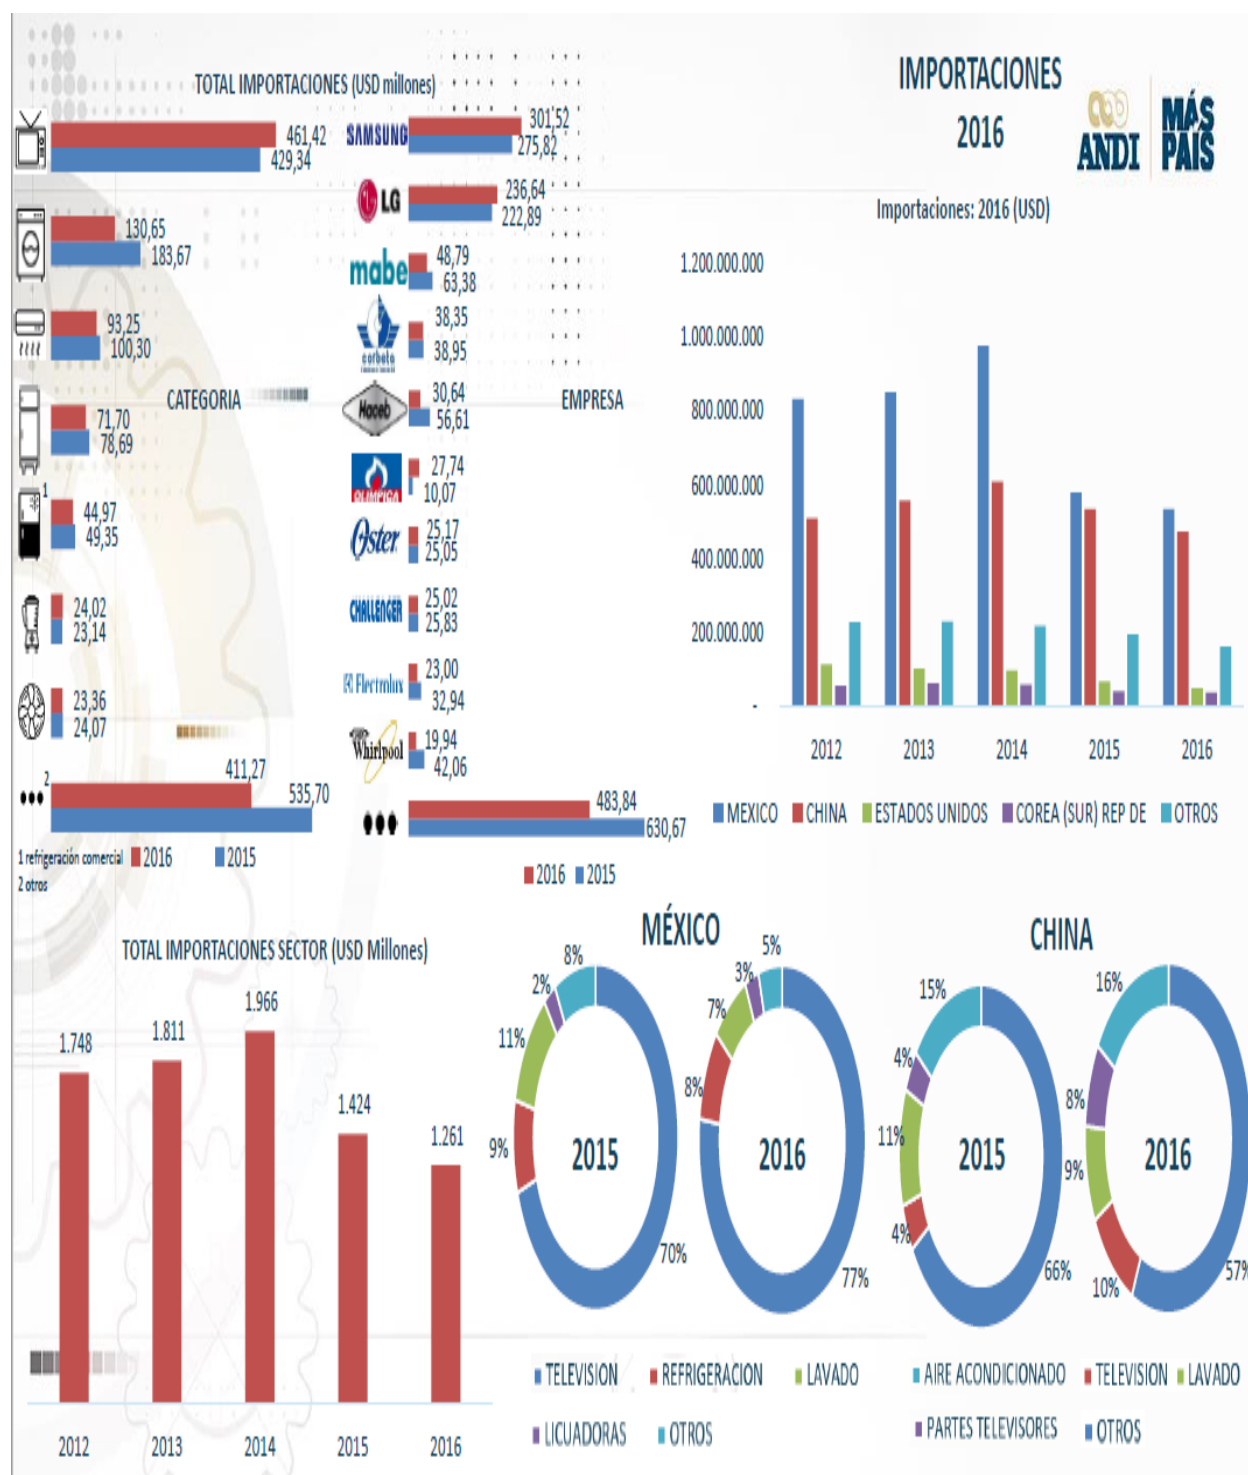 TOTAL IMPORTACIONES (USD millones)
461,42
429,34
130,65
183,67
93,25
100,30
CATEGORIA
71,70
78,69
1
44,97
49,35
24,02
23,14
23,36
24,07
2
411,27
535,70
1 refrigeración comercial
2016
2015
2 otros
SAMSUNG
301,52
275,82
LG
236,64
222,89
mabe
48,79
63,38
corbeta
38,35
38,95
Haceb
30,64
56,61
EMPRESA
OLIMPICA
27,74
10,07
Oster
25,17
25,05
CHALLENGER
25,02
25,83
Electrolux
23,00
32,94
Whirlpool
19,94
42,06
483,84
630,67
2016
2015
IMPORTACIONES
2016
ANDI
MÁS
PAÍS
Importaciones: 2016 (USD)
1.200.000.000
1.000.000.000
800.000.000
600.000.000
400.000.000
200.000.000
-
2012 2013 2014 2015 2016
MEXICO CHINA ESTADOS UNIDOS COREA (SUR) REP DE OTROS
TOTAL IMPORTACIONES SECTOR (USD Millones)
1.748
1.811
1.966
1.424
1.261
2012 2013 2014 2015 2016
MÉXICO
8%
2%
11%
9%
70%
2015
5%
3%
7%
8%
77%
2016
TELEVISION REFRIGERACION LAVADO
LICUADORAS OTROS
CHINA
15%
4%
11%
4%
66%
2015
16%
8%
9%
10%
57%
2016
AIRE ACONDICIONADO TELEVISION LAVADO
PARTES TELEVISORES OTROS